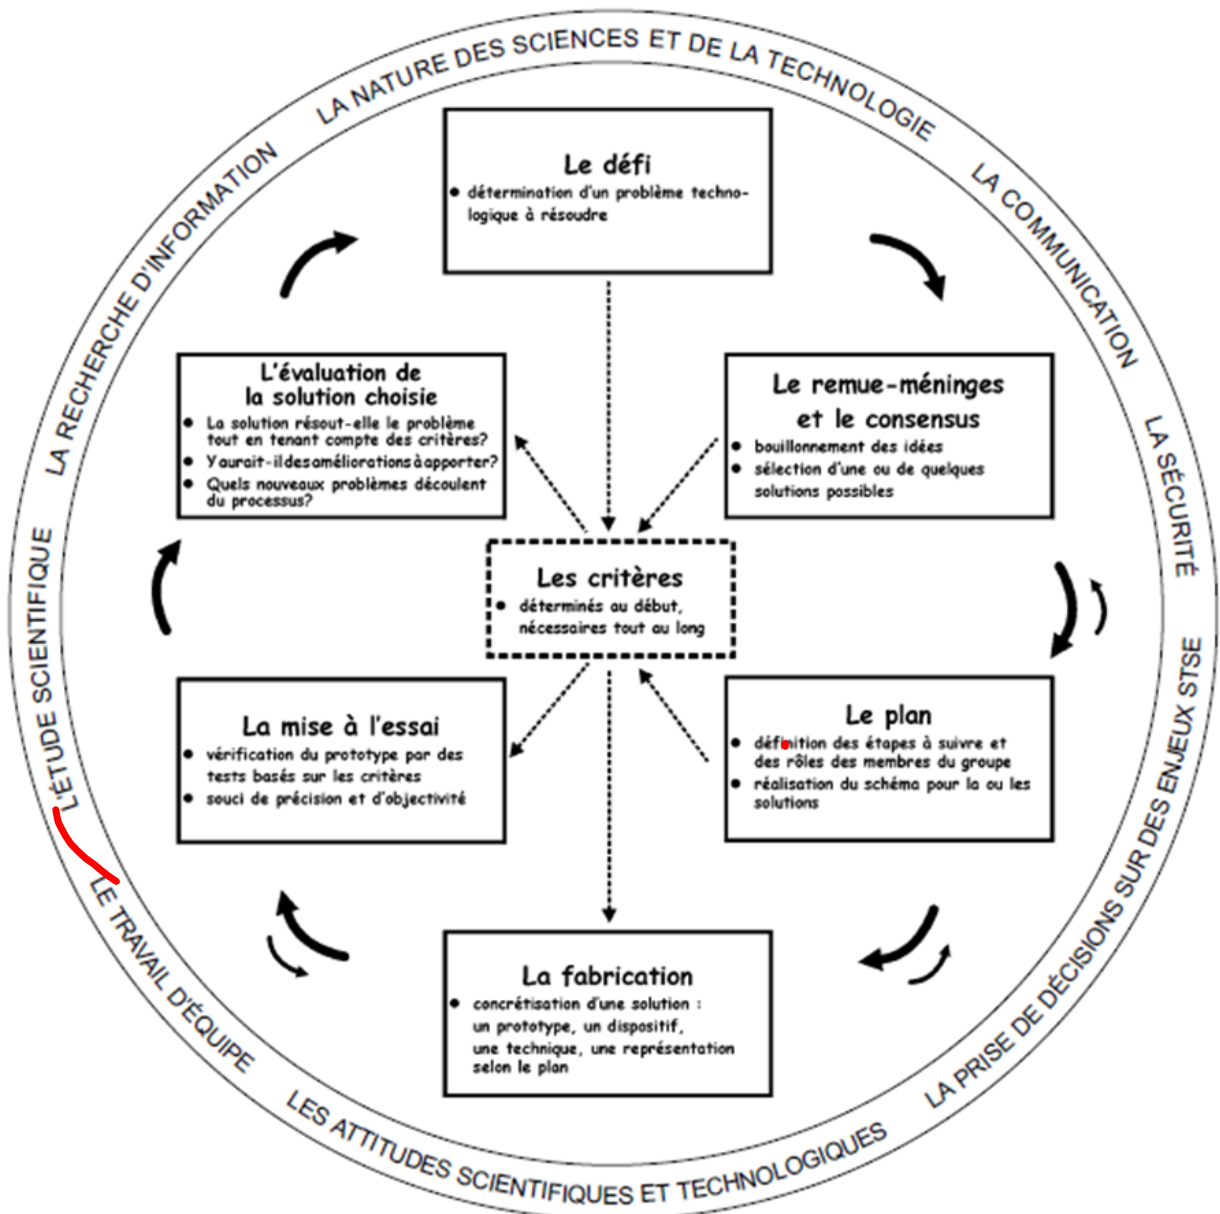 LA NATURE DES SCIENCES ET DE LA TECHNOLOGIE
LA COMMUNICATION
LA SÉCURITÉ
LA PRISE DE DÉCISIONS SUR DES ENJEUX STSE
LES ATTITUDES SCIENTIFIQUES ET TECHNOLOGIQUES
LE TRAVAIL D'ÉQUIPE
L'ÉTUDE SCIENTIFIQUE
LA RECHERCHE D'INFORMATION
Le défi
• détermination d'un problème techno-
logique à résoudre
Le remue-méninges
et le consensus
• bouillonnement des idées
• sélection d'une ou de quelques
solutions possibles
Le plan
• définition des étapes à suivre et
des rôles des membres du groupe
• réalisation du schéma pour la ou les
solutions
La fabrication
• concrétisation d'une solution :
un prototype, un dispositif,
une technique, une représentation
selon le plan
La mise à l'essai
• vérification du prototype par des
tests basés sur les critères
• souci de précision et d'objectivité
L'évaluation de
la solution choisie
• La solution résout-elle le problème
tout en tenant compte des critères?
• Y aurait-il des améliorations à apporter?
• Quels nouveaux problèmes découlent
du processus?
Les critères
• déterminés au début,
nécessaires tout au long